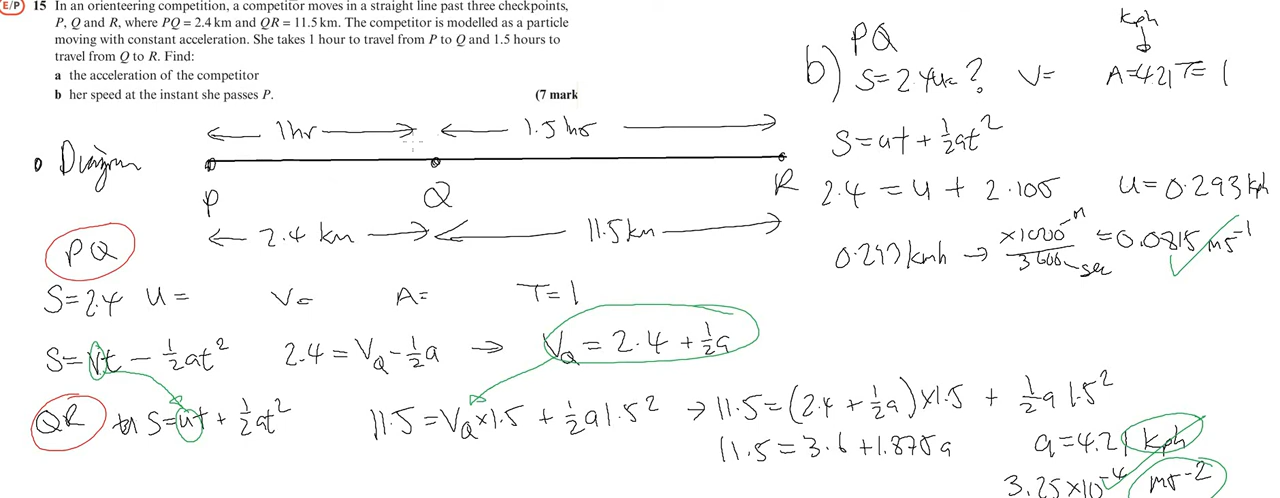 E/P 15 In an orienteering competition, a competitor moves in a straight line past three checkpoints,
P, Q and R, where PQ = 2.4 km and QR = 11.5 km. The competitor is modelled as a particle
moving with constant acceleration. She takes 1 hour to travel from P to Q and 1.5 hours to
travel from Q to R. Find:
a the acceleration of the competitor
b her speed at the instant she passes P.
(7 mark
1hr 1.5 hrs
Diagram
P Q R
2.4 km 11.5km
PQ
S=2.4 U= V= A= T=1
S=Vt - ½at² 2.4 = V_Q - ½a → V_Q = 2.4 + ½a
QR S=ut + ½at² 11.5 = V_Q×1.5 + ½a1.5² → 11.5 = (2.4 + ½a)×1.5 + ½a 1.5²
11.5 = 3.6 + 1.875a a = 4.21 kph
3.25×10⁻⁴ ms⁻²
kph
↓
PQ
b) S=2.4 U=? V= A=4.21 T=1
S=ut + ½at²
2.4 = u + 2.105 u=0.293 kph
0.293 kmh → ×1000 m / 3600 sec = 0.0815 ms⁻¹